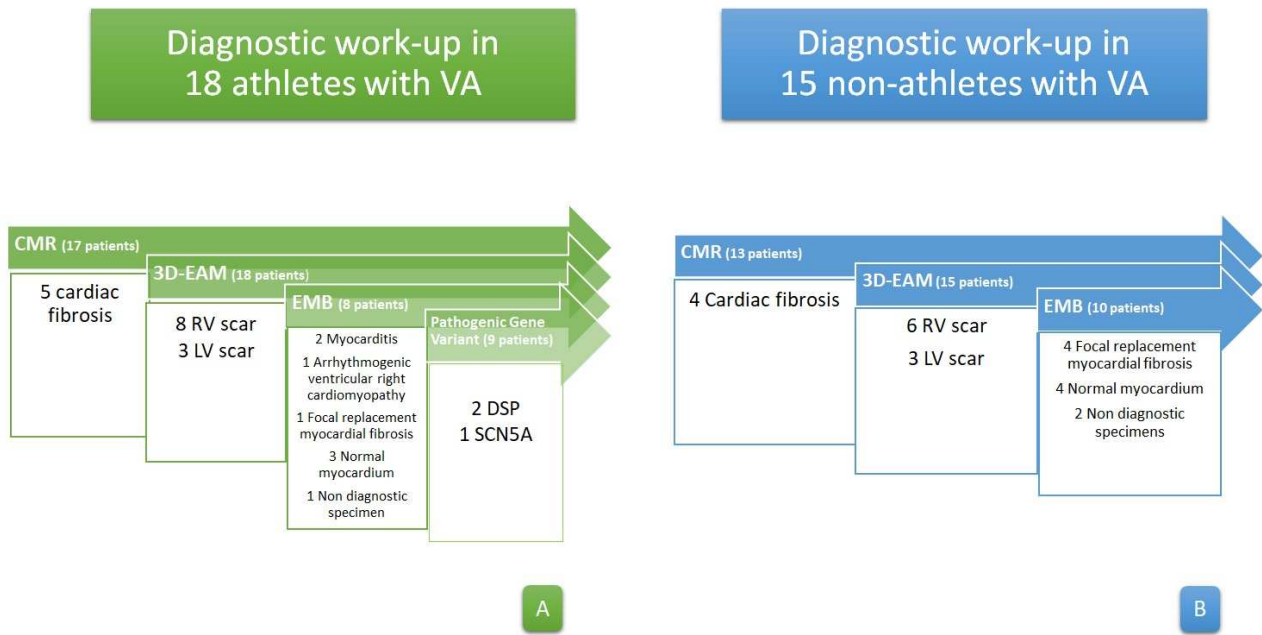 Diagnostic work-up in
18 athletes with VA
CMR (17 patients)
5 cardiac
fibrosis
3D-EAM (18 patients)
8 RV scar
3 LV scar
EMB (8 patients)
2 Myocarditis
1 Arrhythmogenic
ventricular right
cardiomyopathy
1 Focal replacement
myocardial fibrosis
3 Normal
myocardium
1 Non diagnostic
specimen
Pathogenic Gene
Variant (9 patients)
2 DSP
1 SCN5A
A
Diagnostic work-up in
15 non-athletes with VA
CMR (13 patients)
4 Cardiac fibrosis
3D-EAM (15 patients)
6 RV scar
3 LV scar
EMB (10 patients)
4 Focal replacement
myocardial fibrosis
4 Normal myocardium
2 Non diagnostic
specimens
B